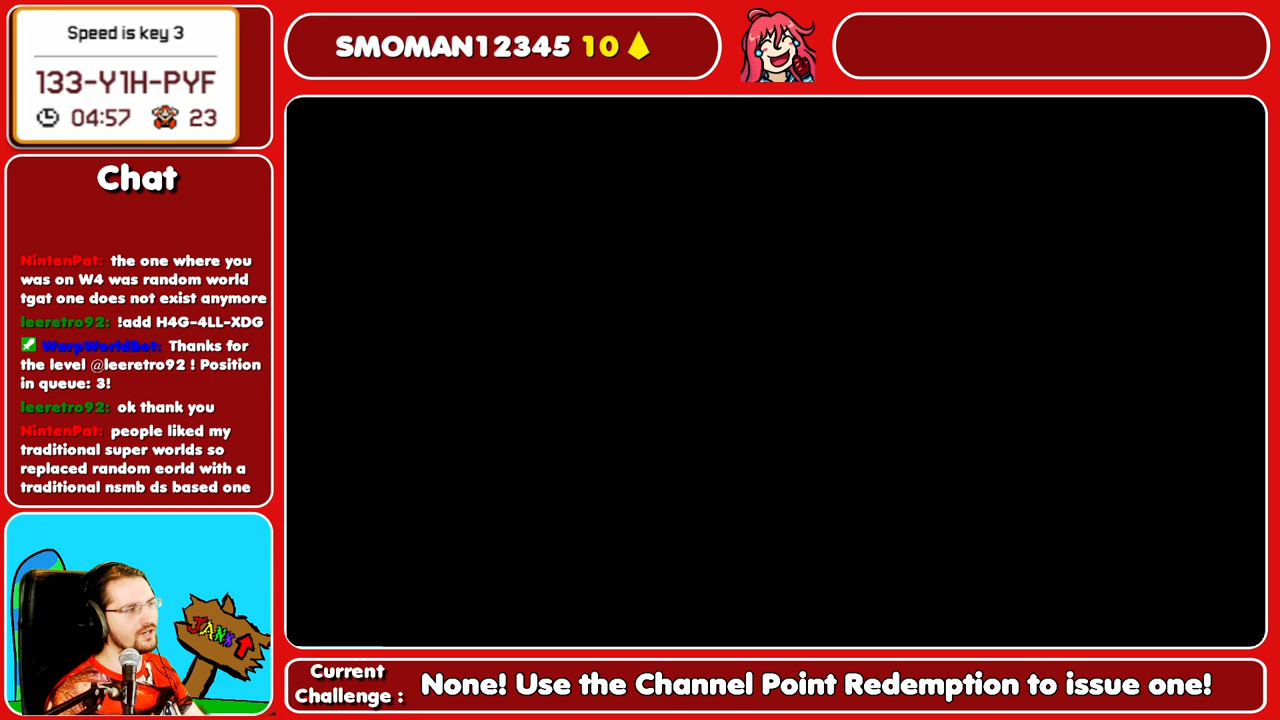 Speed is key 3
133-Y1H-PYF
04:57 23
SMOMAN12345 10
Chat
NintenPat: the one where you
was on W4 was random world
tgat one does not exist anymore
leeretro92: !add H4G-4LL-XDG
WarpWorldBot: Thanks for
the level @leeretro92 ! Position
in queue: 3!
leeretro92: ok thank you
NintenPat: people liked my
traditional super worlds so
replaced random eorld with a
traditional nsmb ds based one
JANK
Current
Challenge :
None! Use the Channel Point Redemption to issue one!